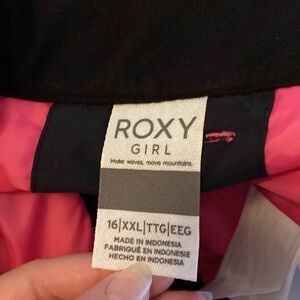 ROXY
GIRL
Make waves, move mountains.
16|XXL|TTG|EEG
MADE IN INDONESIA
FABRIQUÉ EN INDONÉSIE
HECHO EN INDONESIA